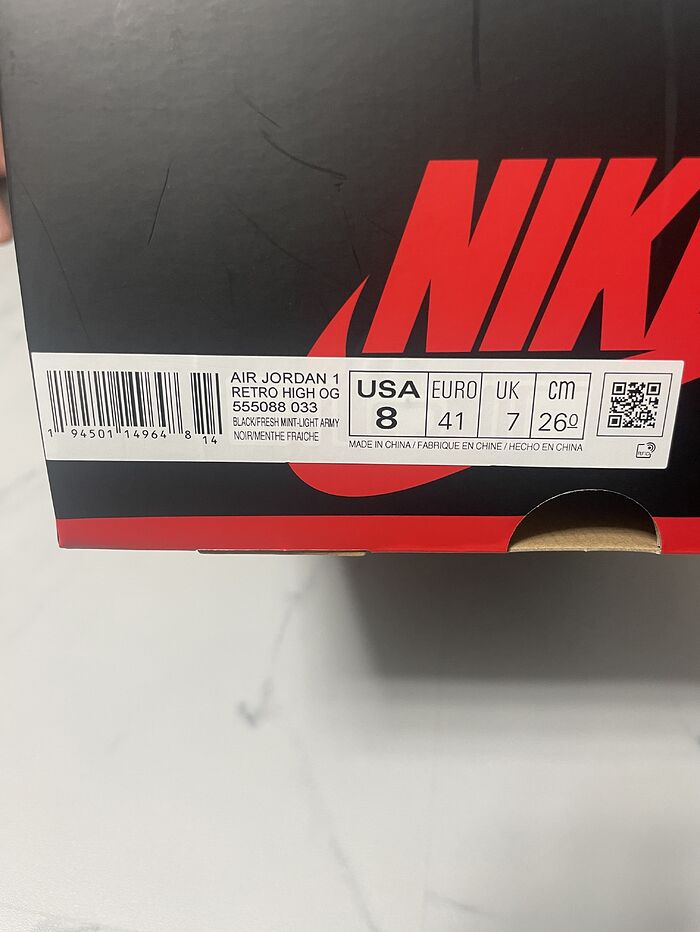 NIK
1 94501 14964 8 14
AIR JORDAN 1
RETRO HIGH OG
555088 033
BLACK/FRESH MINT-LIGHT ARMY
NOIR/MENTHE FRAICHE
USA
8
EURO
41
UK
7
cm
260
MADE IN CHINA / FABRIQUE EN CHINE / HECHO EN CHINA